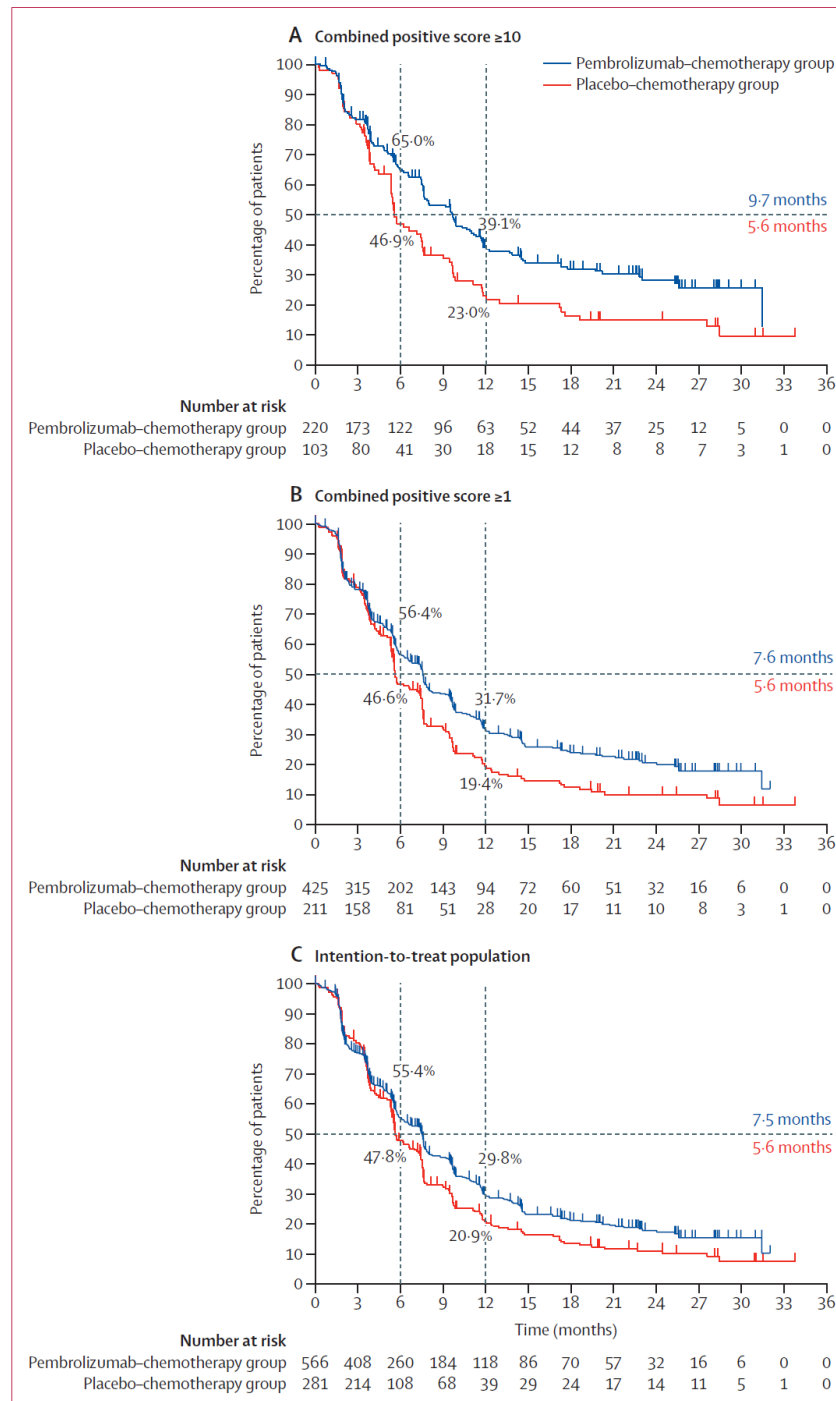 A Combined positive score ≥10
Pembrolizumab–chemotherapy group
Placebo–chemotherapy group
Percentage of patients
100
90
80
70
60
50
40
30
20
10
0
65·0%
46·9%
39·1%
23·0%
9·7 months
5·6 months
0 3 6 9 12 15 18 21 24 27 30 33 36
Number at risk
Pembrolizumab–chemotherapy group 220 173 122 96 63 52 44 37 25 12 5 0 0
Placebo–chemotherapy group 103 80 41 30 18 15 12 8 8 7 3 1 0
B Combined positive score ≥1
Percentage of patients
100
90
80
70
60
50
40
30
20
10
0
56·4%
46·6%
31·7%
19·4%
7·6 months
5·6 months
0 3 6 9 12 15 18 21 24 27 30 33 36
Number at risk
Pembrolizumab–chemotherapy group 425 315 202 143 94 72 60 51 32 16 6 0 0
Placebo–chemotherapy group 211 158 81 51 28 20 17 11 10 8 3 1 0
C Intention-to-treat population
Percentage of patients
100
90
80
70
60
50
40
30
20
10
0
55·4%
47·8%
29·8%
20·9%
7·5 months
5·6 months
0 3 6 9 12 15 18 21 24 27 30 33 36
Time (months)
Number at risk
Pembrolizumab–chemotherapy group 566 408 260 184 118 86 70 57 32 16 6 0 0
Placebo–chemotherapy group 281 214 108 68 39 29 24 17 14 11 5 1 0